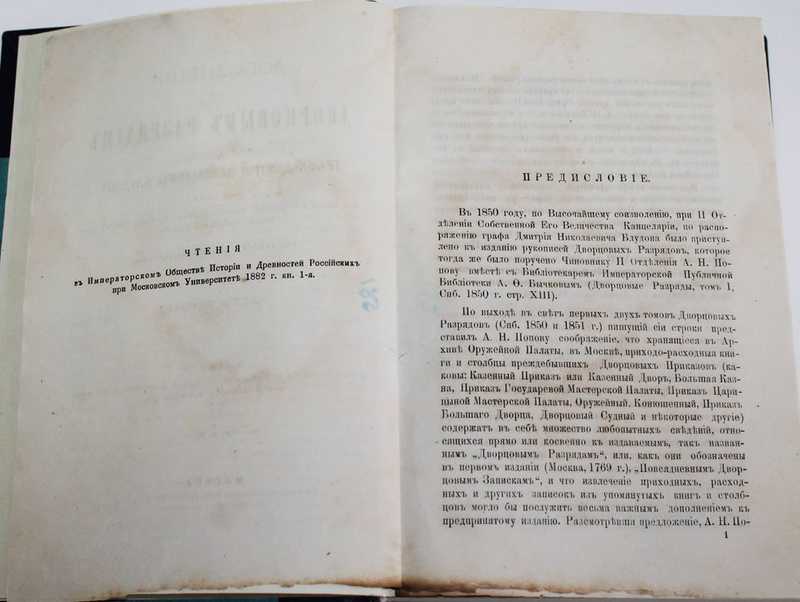 ЧТЕНІЯ
въ Императорскомъ Обществѣ Исторіи и Древностей Россійскихъ
при Московскомъ Университетѣ 1882 г. кн. 1-я.
ПРЕДИСЛОВІЕ.
Въ 1850 году, по Высочайшему соизволенію, при II От-
дѣленіи Собственной Его Величества Канцеляріи, по распо-
ряженію графа Дмитрія Николаевича Блудова было приступ-
лено къ изданію рукописей Дворцовыхъ Разрядовъ, которое
тогда же было поручено Чиновнику II Отдѣленія А. Н. По-
пову вмѣстѣ съ Библіотекаремъ Императорской Публичной
Библіотеки А. Ѳ. Бычковымъ (Дворцовые Разряды, томъ 1,
Спб. 1850 г. стр. XIII).
По выходѣ въ свѣтъ первыхъ двухъ томовъ Дворцовыхъ
Разрядовъ (Спб. 1850 и 1851 г.) пишущій сіи строки пред-
ставилъ А. Н. Попову соображеніе, что хранящіеся въ Ар-
хивѣ Оружейной Палаты, въ Москвѣ, приходо-расходныя кни-
ги и столбцы преждебывшихъ Дворцовыхъ Приказовъ (ка-
ковы: Казенный Приказъ или Казенный Дворъ, Большая Каз-
на, Приказъ Государевой Мастерской Палаты, Приказъ Цари-
цыной Мастерской Палаты, Оружейный, Конюшенный, Приказъ
Большаго Дворца, Дворцовый Судный и нѣкоторые другіе)
содержатъ въ себѣ множество любопытныхъ свѣдѣній, отно-
сящихся прямо или косвенно къ издаваемымъ, такъ назван-
нымъ „Дворцовымъ Разрядамъ“, или, какъ они обозначены
въ первомъ изданіи (Москва, 1769 г.), „Повседневнымъ Двор-
цовымъ Запискамъ“, и что извлеченіе приходныхъ, расход-
ныхъ и другихъ записокъ изъ упомянутыхъ книгъ и столб-
цовъ могло бы послужить весьма важнымъ дополненіемъ къ
предпринятому изданію. Разсмотрѣвши предложеніе, А. Н. По-
1